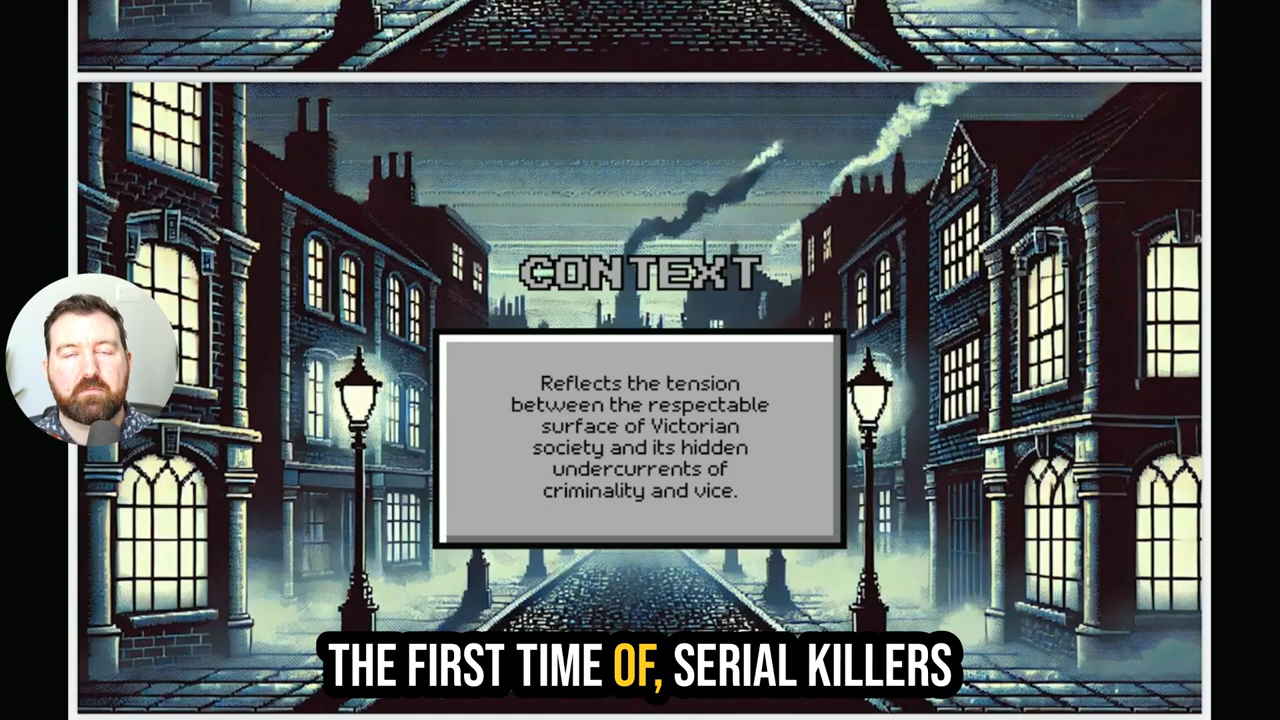 CONTEXT
Reflects the tension
between the respectable
surface of Victorian
society and its hidden
undercurrents of
criminality and vice.
THE FIRST TIME OF, SERIAL KILLERS